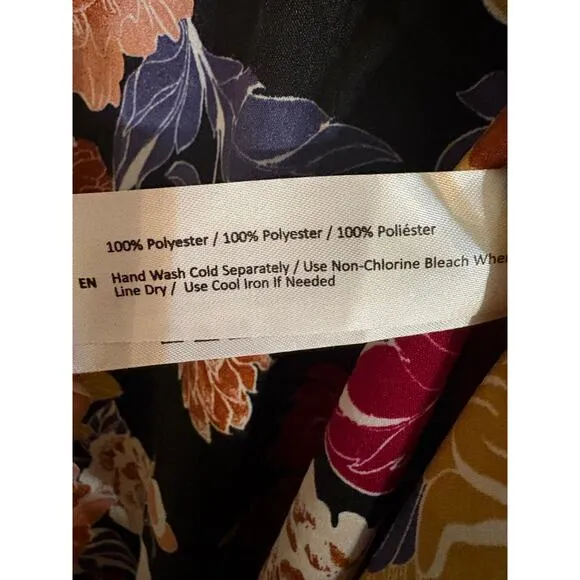 100% Polyester / 100% Polyester / 100% Poliéster
EN Hand Wash Cold Separately / Use Non-Chlorine Bleach
Line Dry / Use Cool Iron If Needed